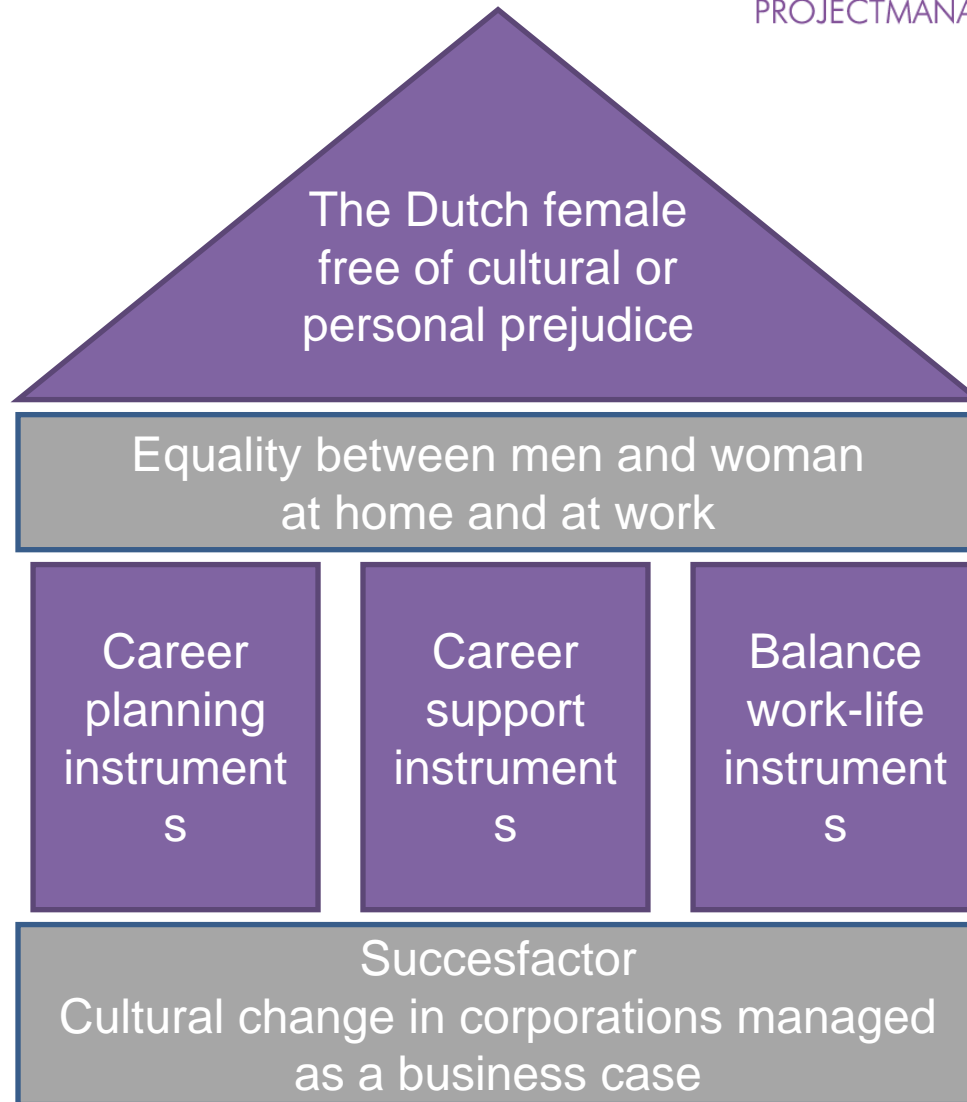 PROJECTMANA
The Dutch female
free of cultural or
personal prejudice
Equality between men and woman
at home and at work
Career
planning
instrument
s
Career
support
instrument
s
Balance
work-life
instrument
s
Succesfactor
Cultural change in corporations managed
as a business case